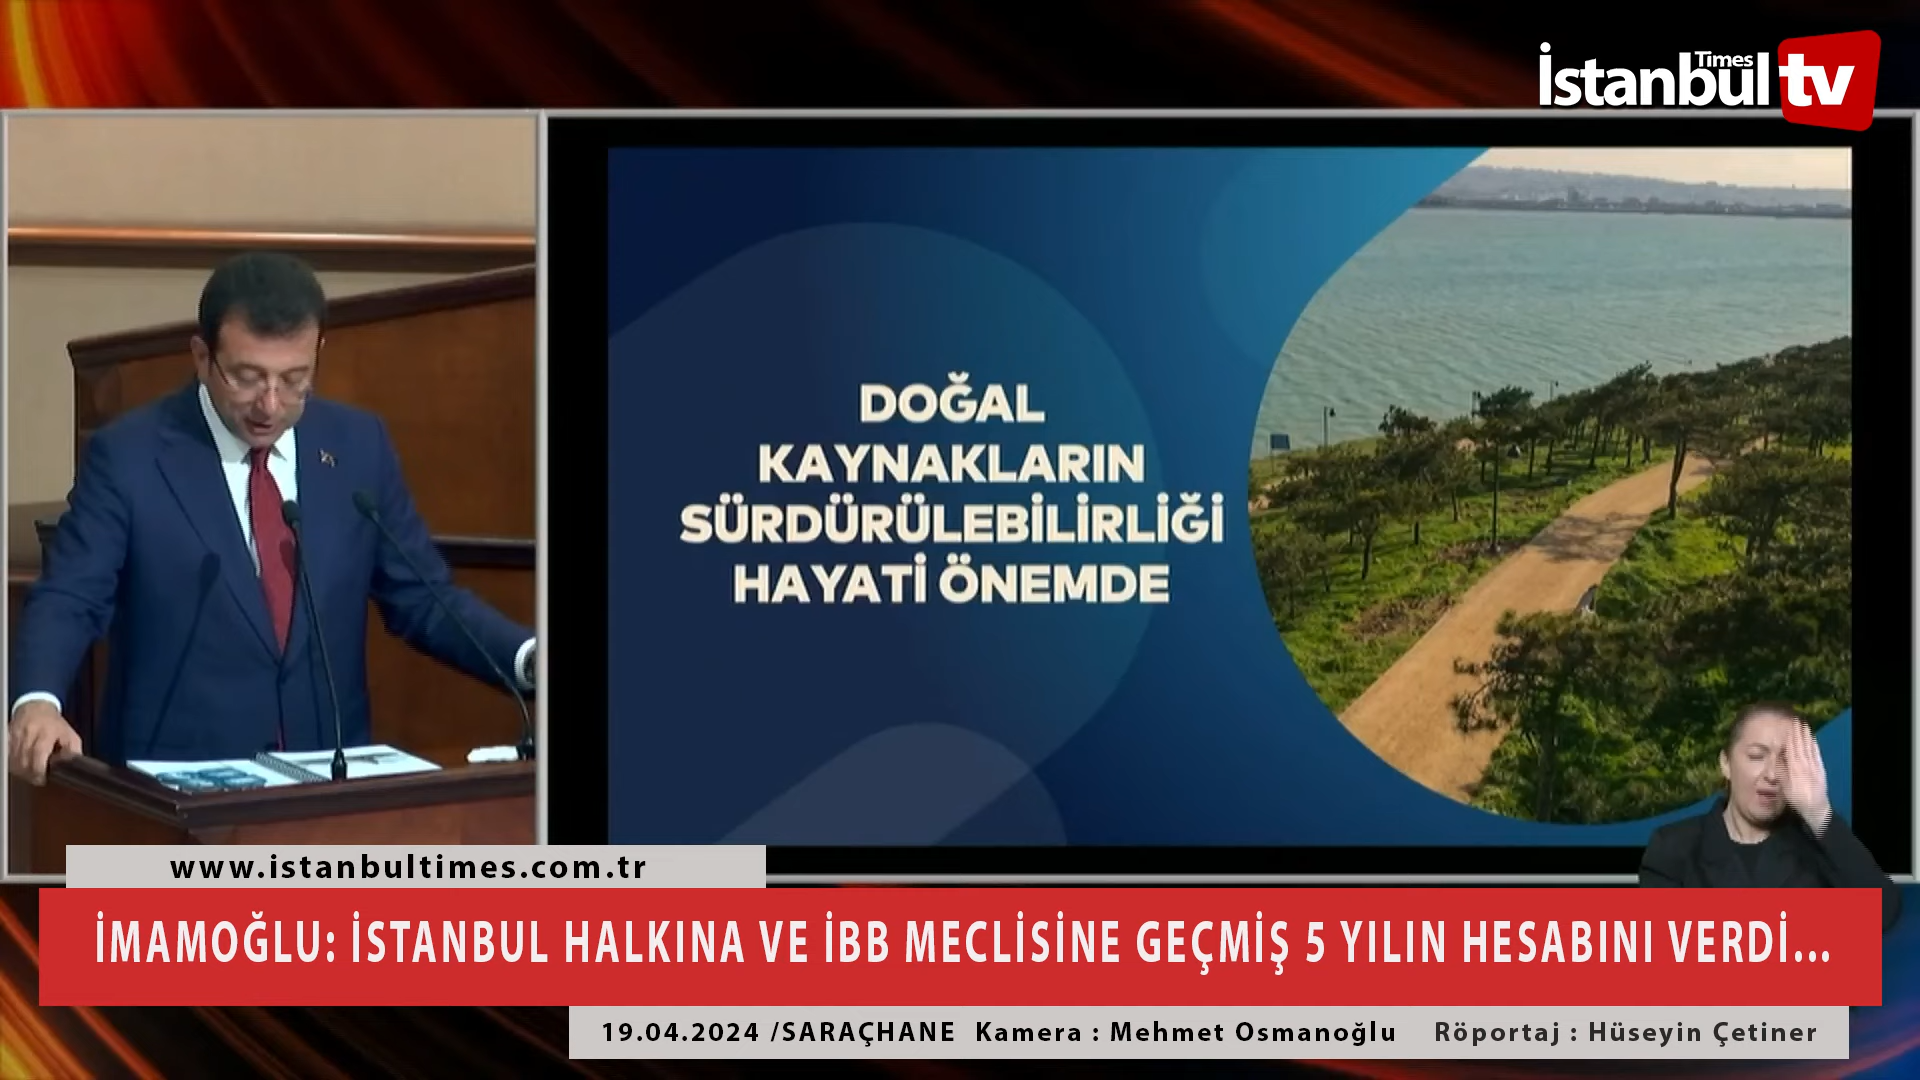 Times
İstanbul tv
DOĞAL
KAYNAKLARIN
SÜRDÜRÜLEBİLİRLİĞİ
HAYATİ ÖNEMDE
www.istanbultimes.com.tr
İMAMOĞLU: İSTANBUL HALKINA VE İBB MECLİSİNE GEÇMİŞ 5 YILIN HESABINI VERDİ...
19.04.2024 /SARAÇHANE Kamera : Mehmet Osmanoğlu Röportaj : Hüseyin Çetiner